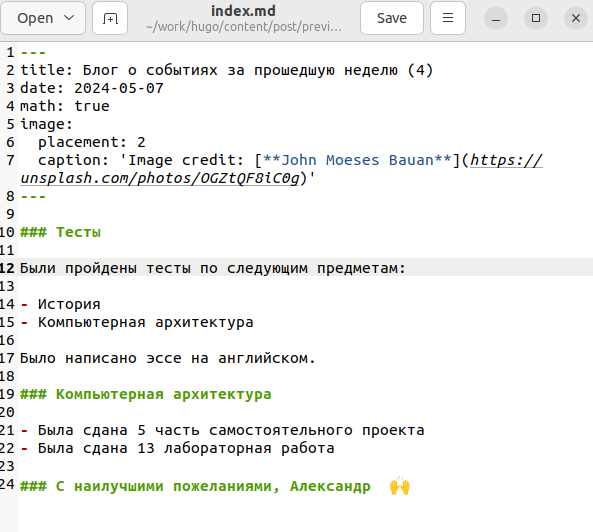 Open
index.md
~/work/hugo/content/post/previ...
Save
1 ---
2 title: Блог о событиях за прошедшую неделю (4)
3 date: 2024-05-07
4 math: true
5 image:
6   placement: 2
7   caption: 'Image credit: [**John Moeses Bauan**](https://
unsplash.com/photos/OGZtQF8iC0g)'
8 ---
9
10 ### Тесты
11
12 Были пройдены тесты по следующим предметам:
13
14 - История
15 - Компьютерная архитектура
16
17 Было написано эссе на английском.
18
19 ### Компьютерная архитектура
20
21 - Была сдана 5 часть самостоятельного проекта
22 - Была сдана 13 лабораторная работа
23
24 ### С наилучшими пожеланиями, Александр 🙌